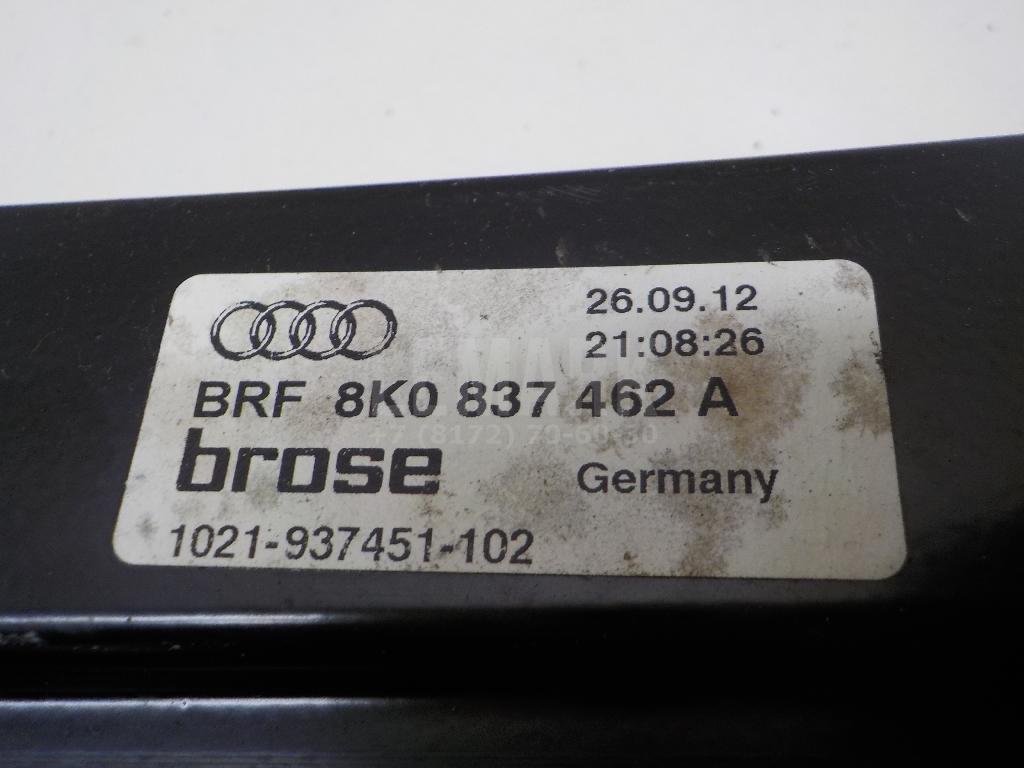 26.09.12
21:08:26
BRF 8K0 837 462 A
brose
Germany
1021-937451-102